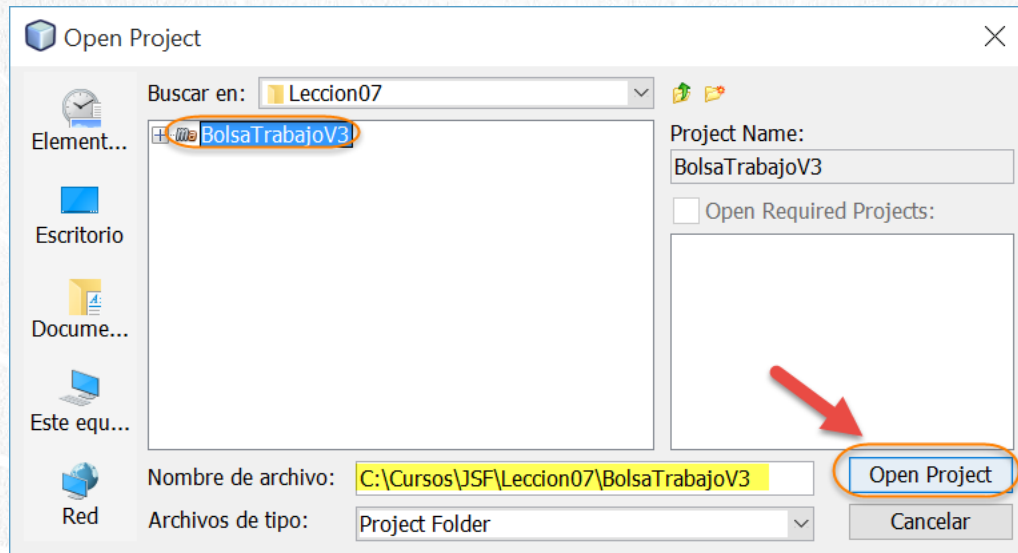 Open Project
Buscar en: Leccion07
Element...
BolsaTrabajoV3
Project Name:
BolsaTrabajoV3
Open Required Projects:
Escritorio
Docume...
Este equ...
Nombre de archivo: C:\Cursos\JSF\Leccion07\BolsaTrabajoV3 Open Project
Red
Archivos de tipo: Project Folder Cancelar